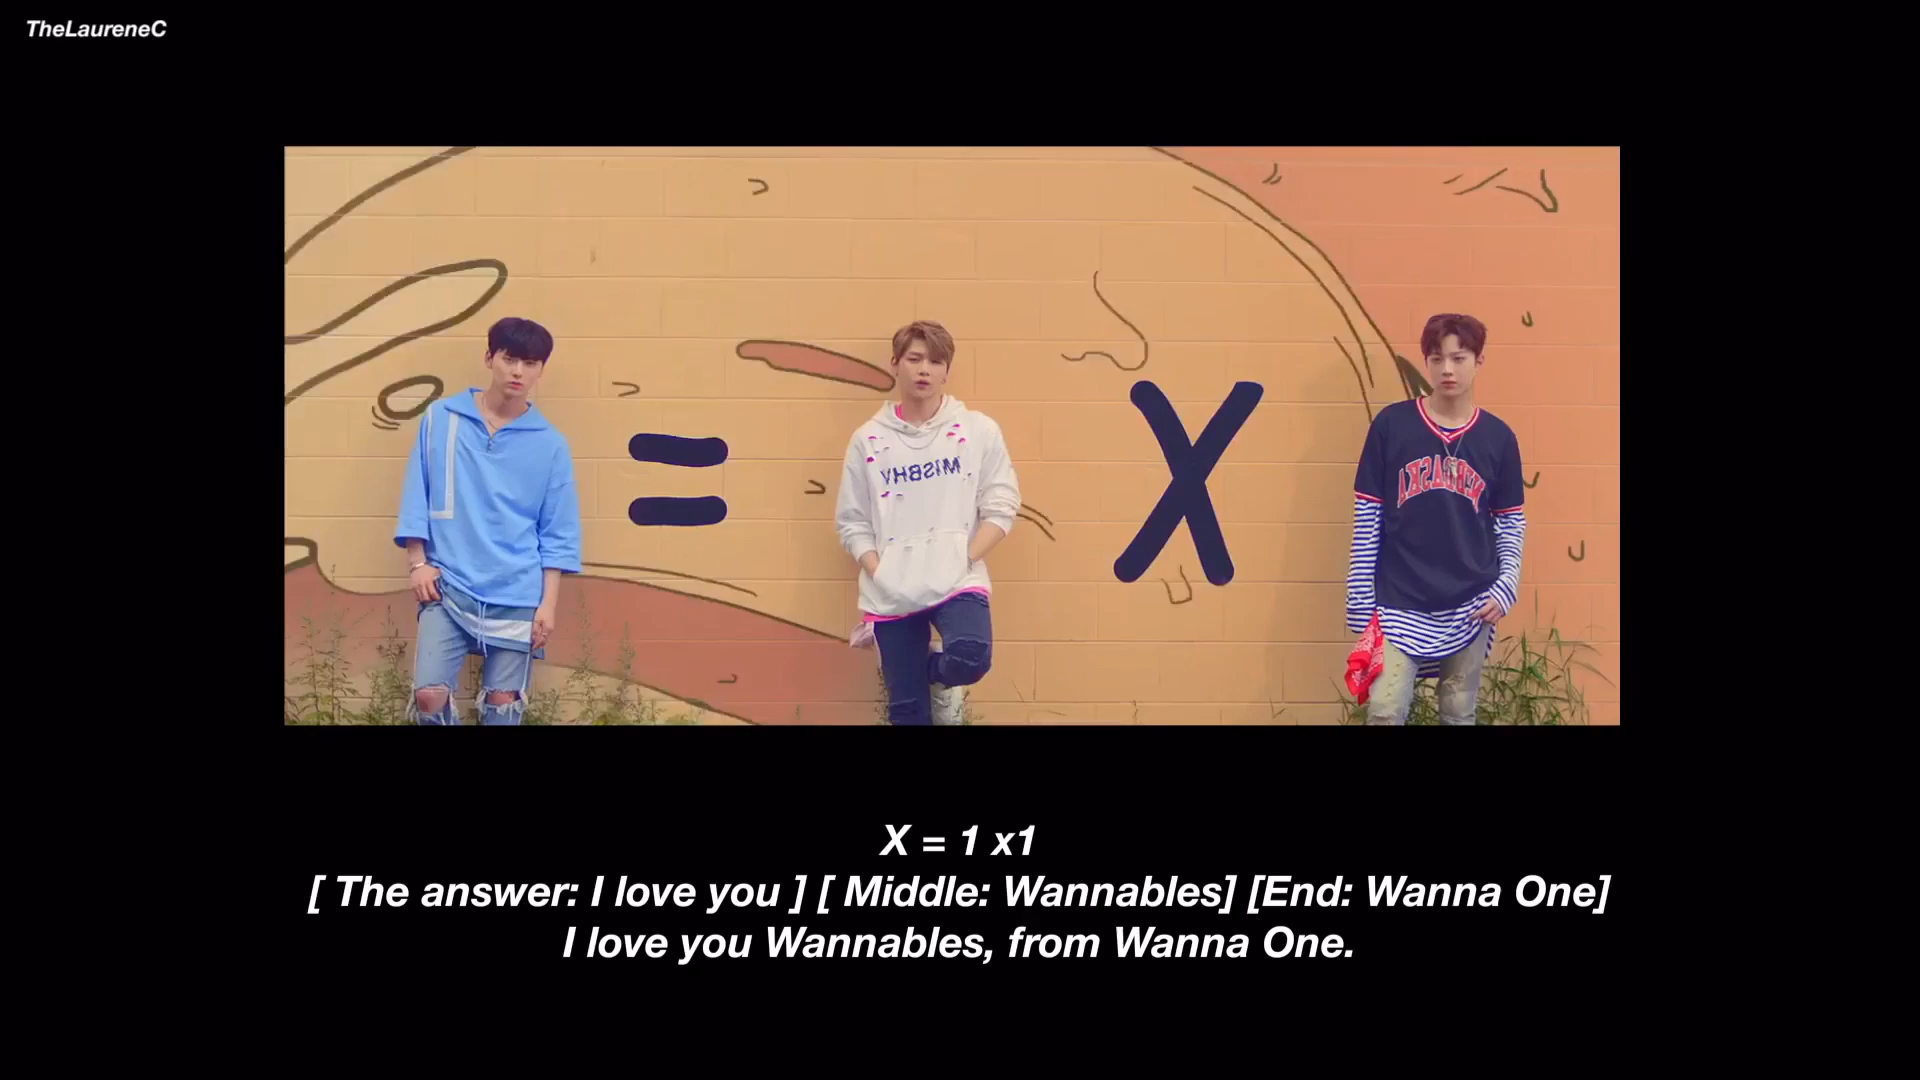 TheLaureneC
= X
MISBHV
NEBRASKA
X = 1 x1
[ The answer: I love you ] [ Middle: Wannables] [End: Wanna One]
I love you Wannables, from Wanna One.